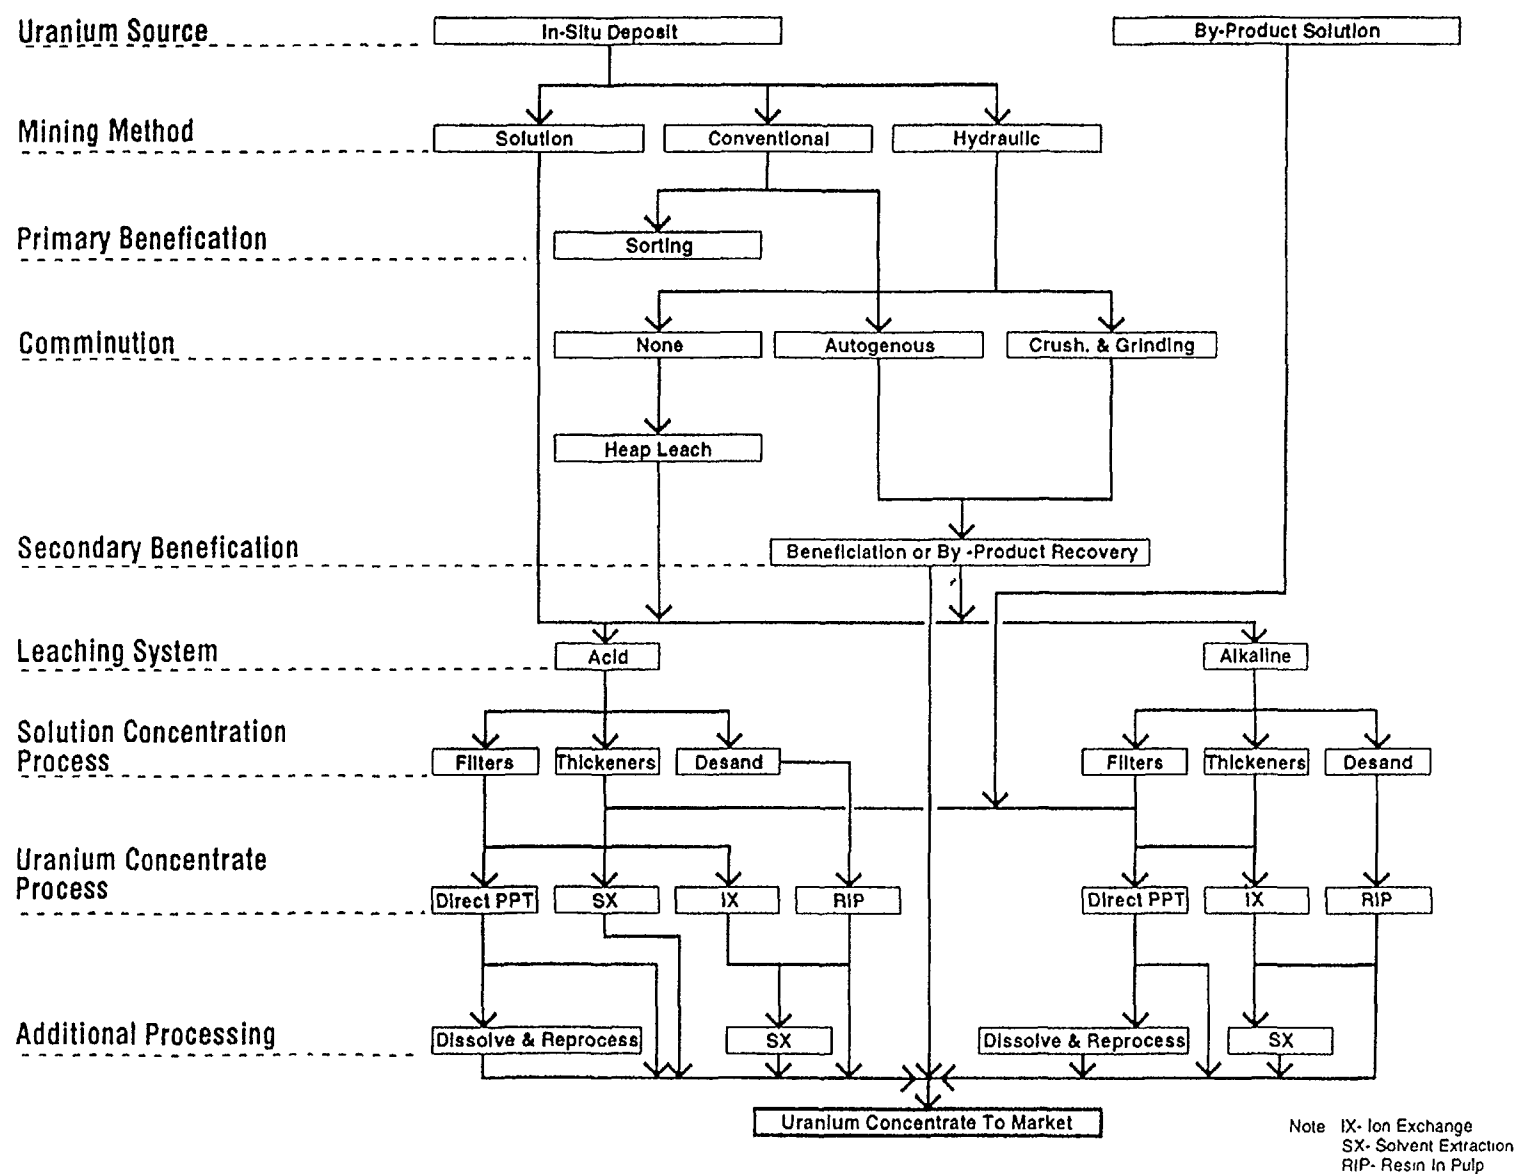 Uranium Source
In-Situ Deposit
By-Product Solution
Mining Method
Solution
Conventional
Hydraulic
Primary Benefication
Sorting
Comminution
None
Autogenous
Crush. & Grinding
Heap Leach
Secondary Benefication
Beneficiation or By -Product Recovery
Leaching System
Acid
Alkaline
Solution Concentration
Process
Filters
Thickeners
Desand
Filters
Thickeners
Desand
Uranium Concentrate
Process
Direct PPT
SX
IX
RIP
Direct PPT
IX
RIP
Additional Processing
Dissolve & Reprocess
SX
Dissolve & Reprocess
SX
Uranium Concentrate To Market
Note IX- Ion Exchange
SX- Solvent Extraction
RIP- Resin In Pulp